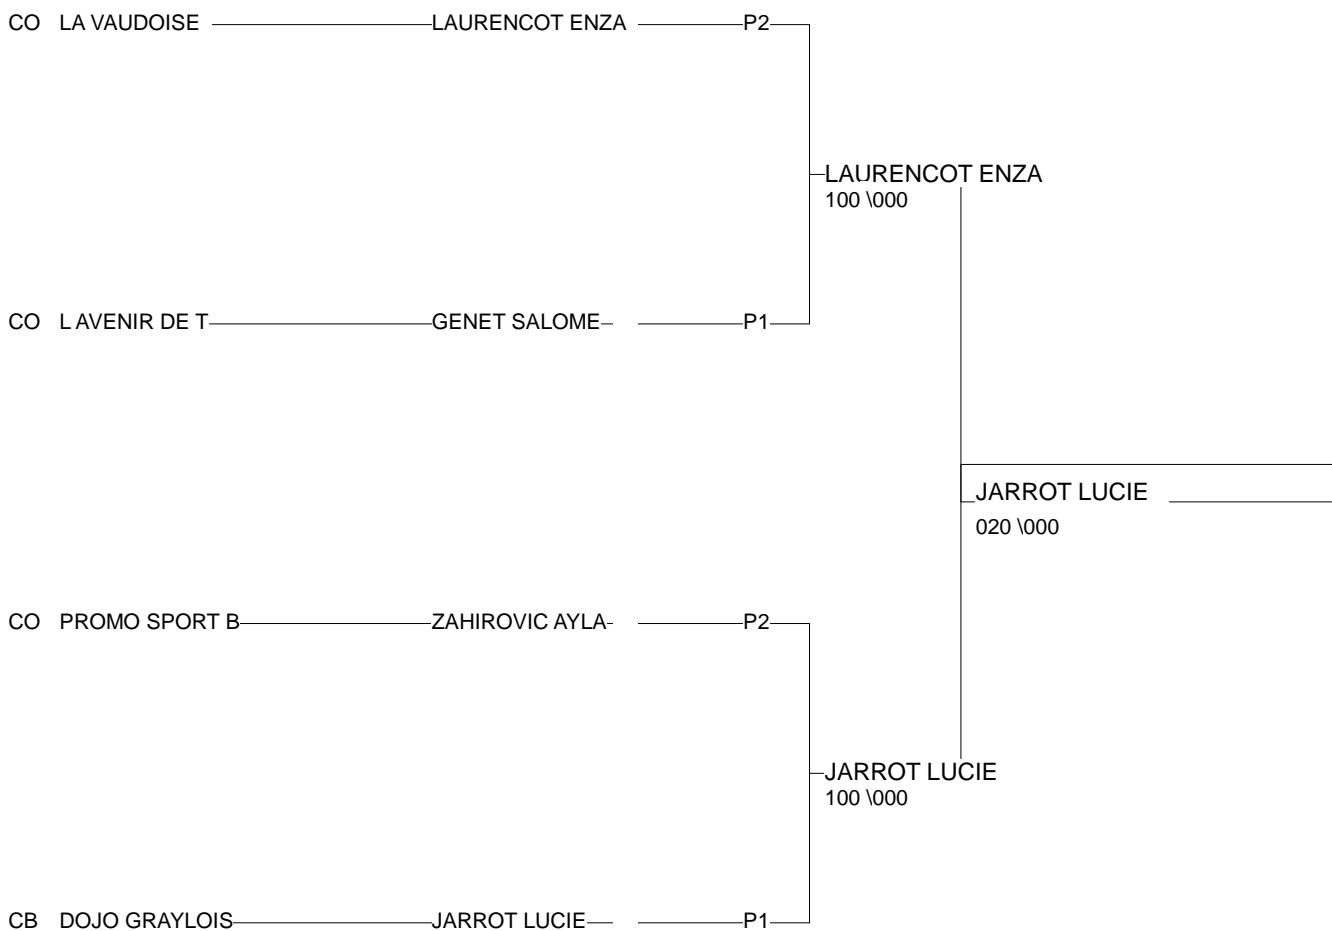 CO LA VAUDOISE LAURENCOT ENZA P2
LAURENCOT ENZA
100 \000
CO L AVENIR DE T GENET SALOME P1
JARROT LUCIE
020 \000
CO PROMO SPORT B ZAHIROVIC AYLA P2
JARROT LUCIE
100 \000
CB DOJO GRAYLOIS JARROT LUCIE P1